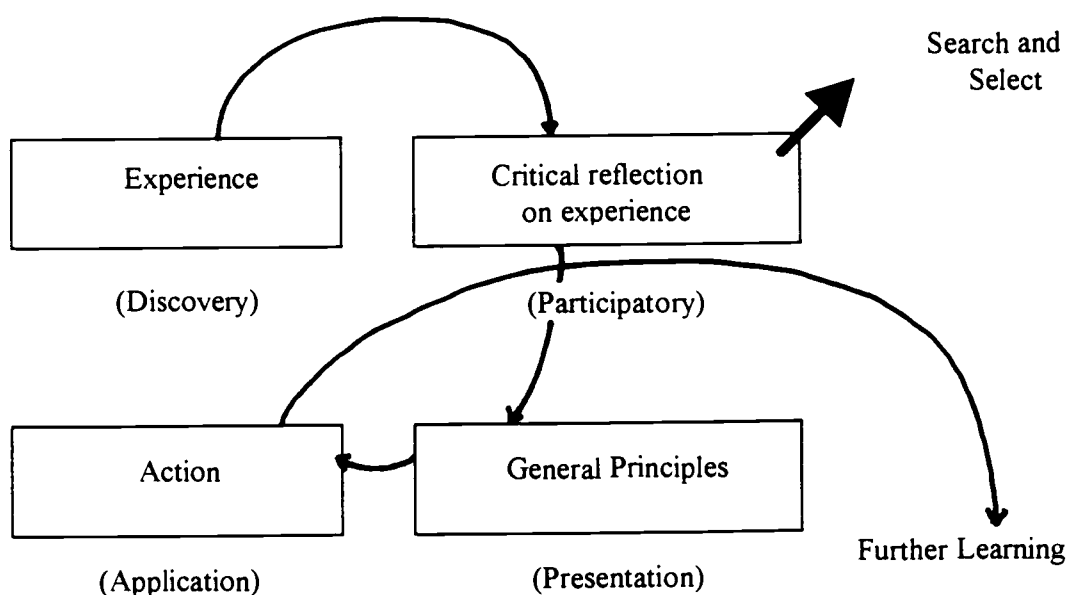 Search and
Select
Experience
Critical reflection
on experience
(Discovery)
(Participatory)
Action
General Principles
Further Learning
(Application)
(Presentation)